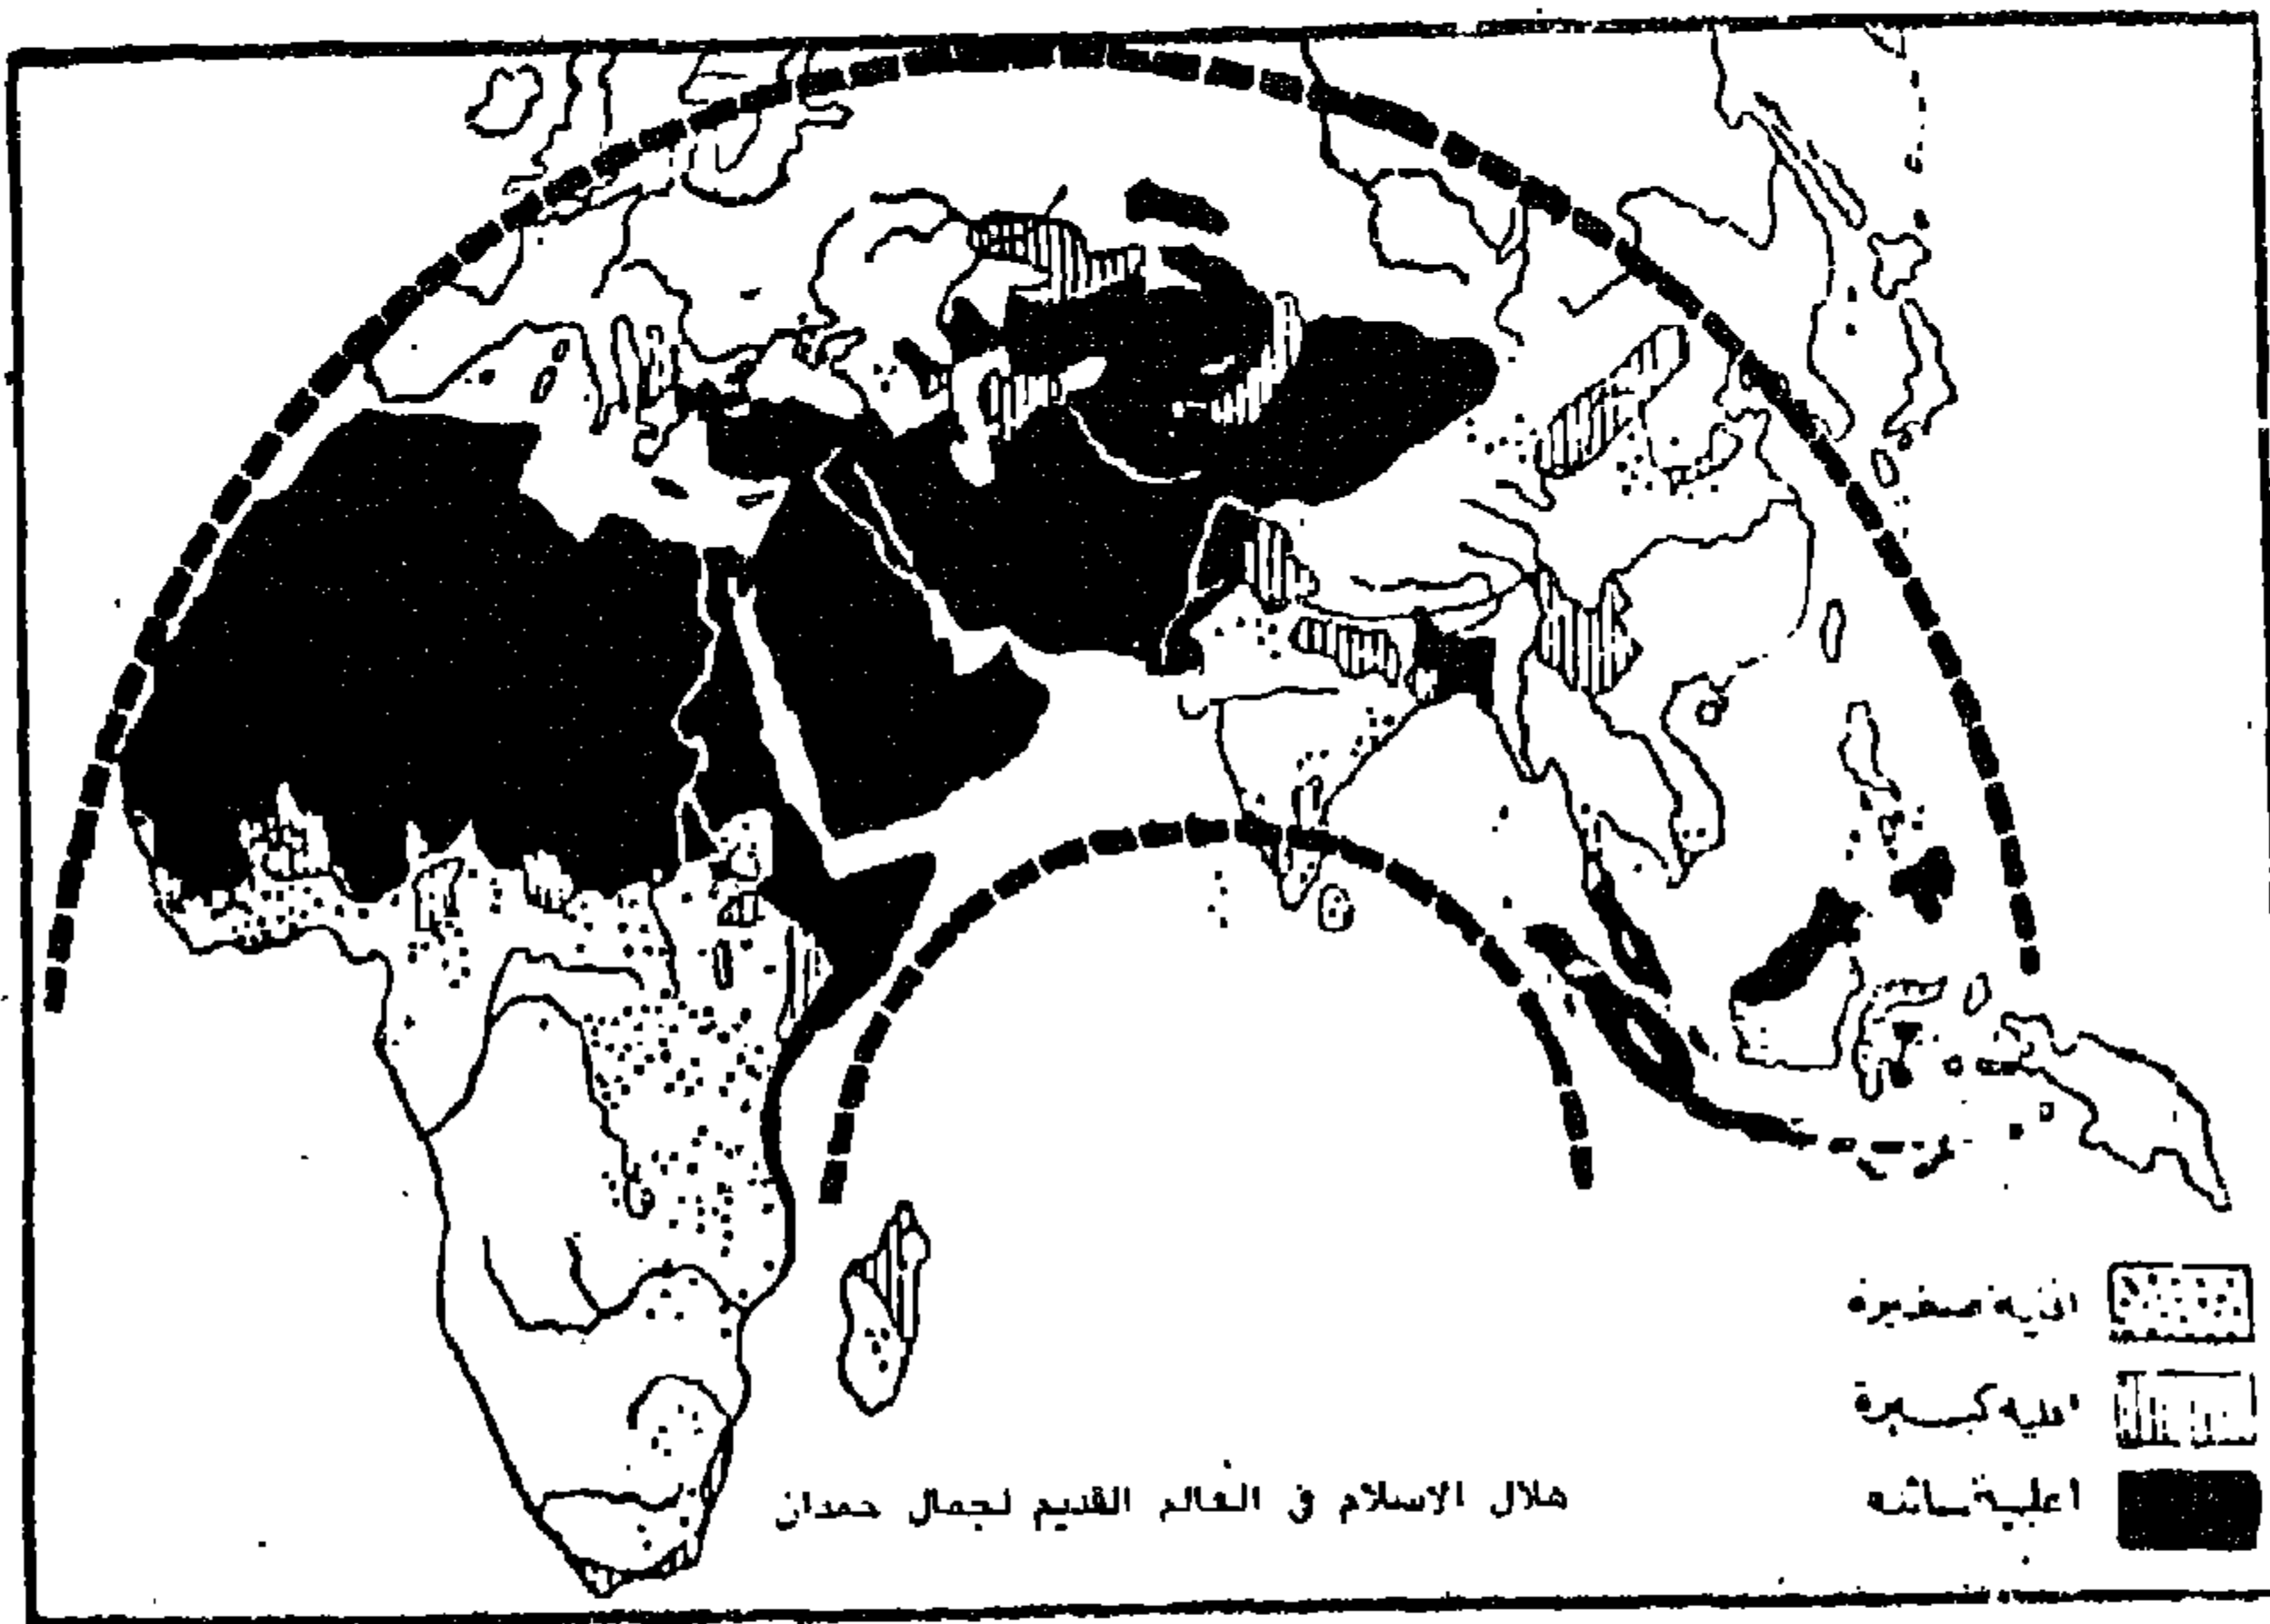 اقلية صغيرة
اقلية كبيرة
اغلبية سائدة
هلال الاسلام في العالم القديم لجمال حمدان